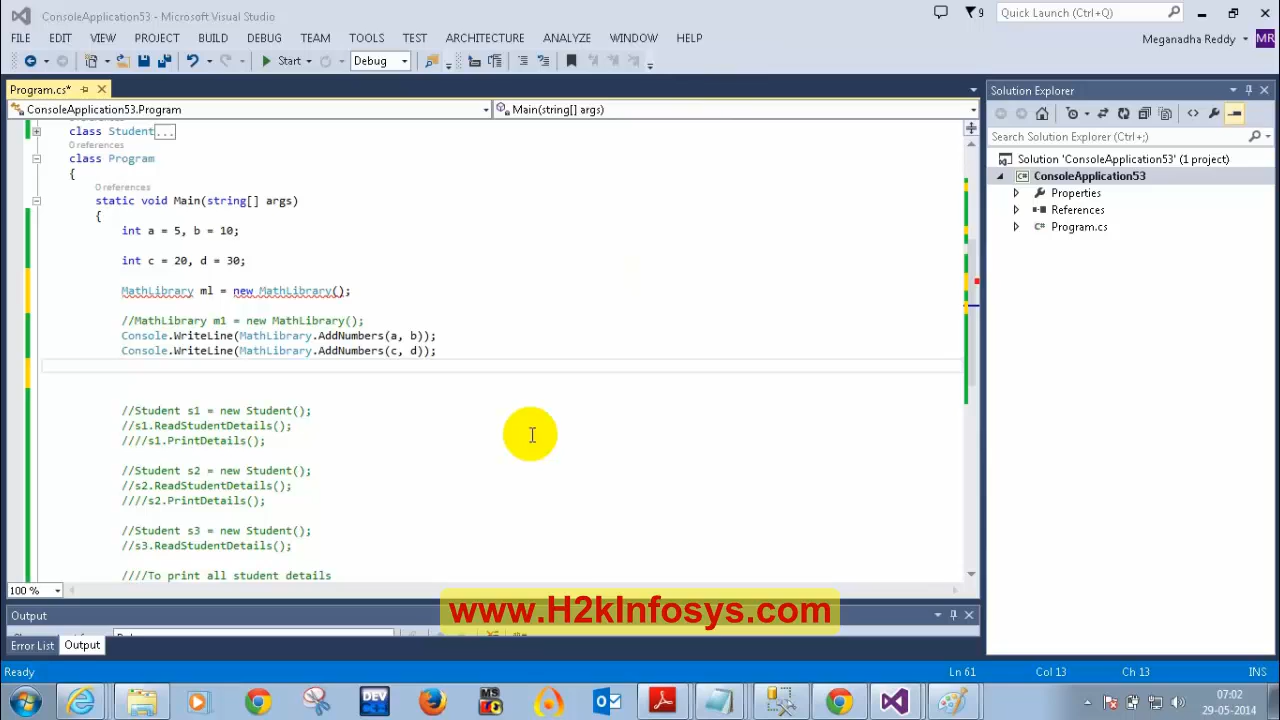 ConsoleApplication53 - Microsoft Visual Studio
9
Quick Launch (Ctrl+Q)
FILE EDIT VIEW PROJECT BUILD DEBUG TEAM TOOLS TEST ARCHITECTURE ANALYZE WINDOW HELP
Meganadha Reddy MR
Start Debug
Program.cs*
ConsoleApplication53.Program
Main(string[] args)
class Student...
0 references
class Program
{
0 references
static void Main(string[] args)
{
int a = 5, b = 10;
int c = 20, d = 30;
MathLibrary ml = new MathLibrary();
//MathLibrary m1 = new MathLibrary();
Console.WriteLine(MathLibrary.AddNumbers(a, b));
Console.WriteLine(MathLibrary.AddNumbers(c, d));
//Student s1 = new Student();
//s1.ReadStudentDetails();
////s1.PrintDetails();
//Student s2 = new Student();
//s2.ReadStudentDetails();
////s2.PrintDetails();
//Student s3 = new Student();
//s3.ReadStudentDetails();
////To print all student details
100 %
Solution Explorer
Search Solution Explorer (Ctrl+;)
Solution 'ConsoleApplication53' (1 project)
ConsoleApplication53
Properties
References
Program.cs
www.H2kInfosys.com
Output
Error List Output
Ready
Ln 61 Col 13 Ch 13 INS
DEV
MS
07:02
29-05-2014